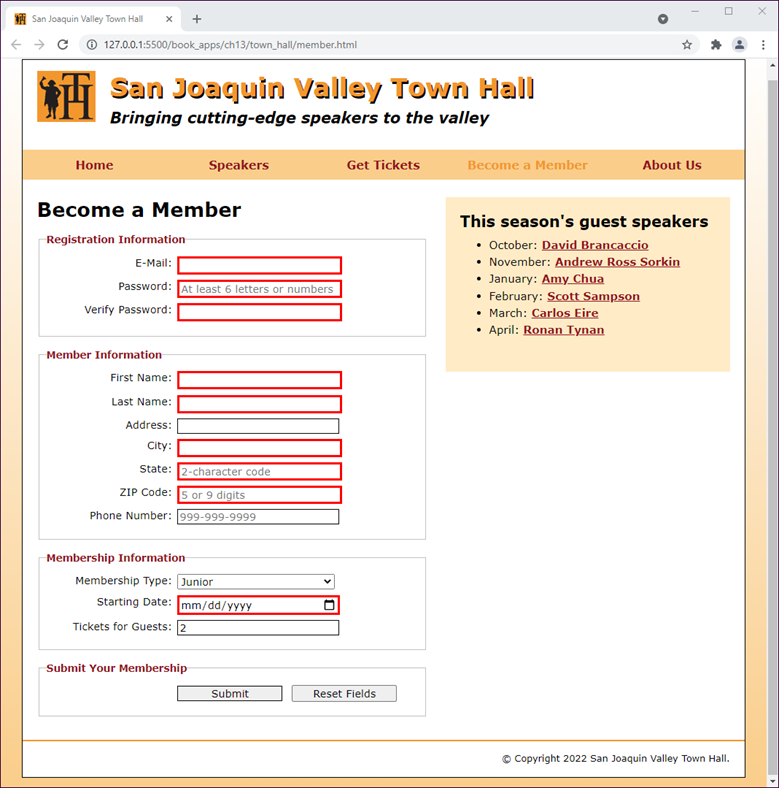 San Joaquin Valley Town Hall
127.0.0.1:5500/book_apps/ch13/town_hall/member.html
TH
San Joaquin Valley Town Hall
Bringing cutting-edge speakers to the valley
Home Speakers Get Tickets Become a Member About Us
Become a Member
Registration Information
E-Mail:
Password: At least 6 letters or numbers
Verify Password:
Member Information
First Name:
Last Name:
Address:
City:
State: 2-character code
ZIP Code: 5 or 9 digits
Phone Number: 999-999-9999
Membership Information
Membership Type: Junior
Starting Date: mm/dd/yyyy
Tickets for Guests: 2
Submit Your Membership
Submit Reset Fields
This season's guest speakers
• October: David Brancaccio
• November: Andrew Ross Sorkin
• January: Amy Chua
• February: Scott Sampson
• March: Carlos Eire
• April: Ronan Tynan
© Copyright 2022 San Joaquin Valley Town Hall.